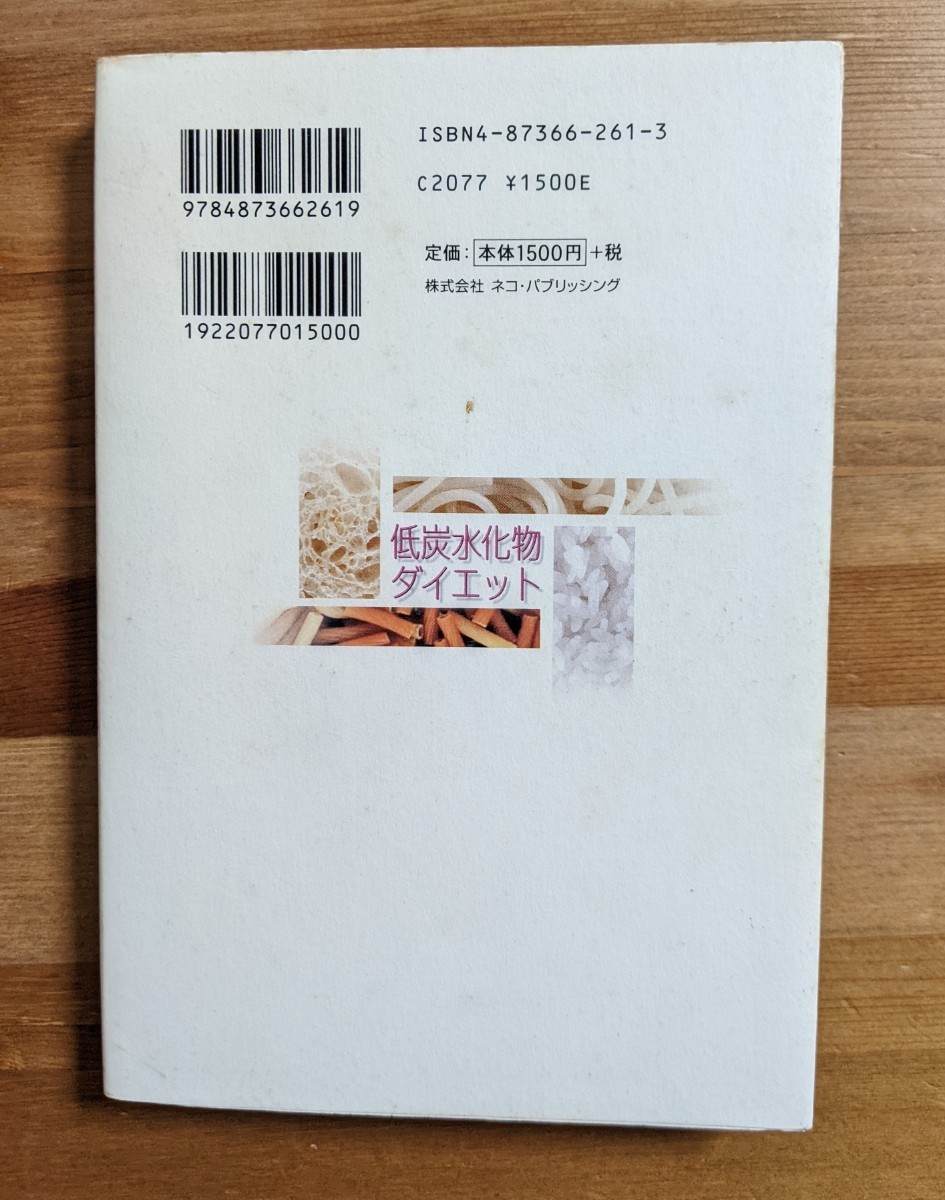 ISBN4-87366-261-3
C2077 ¥1500E
9784873662619
定価：本体1500円+税
株式会社 ネコ・パブリッシング
1922077015000
低炭水化物
ダイエット